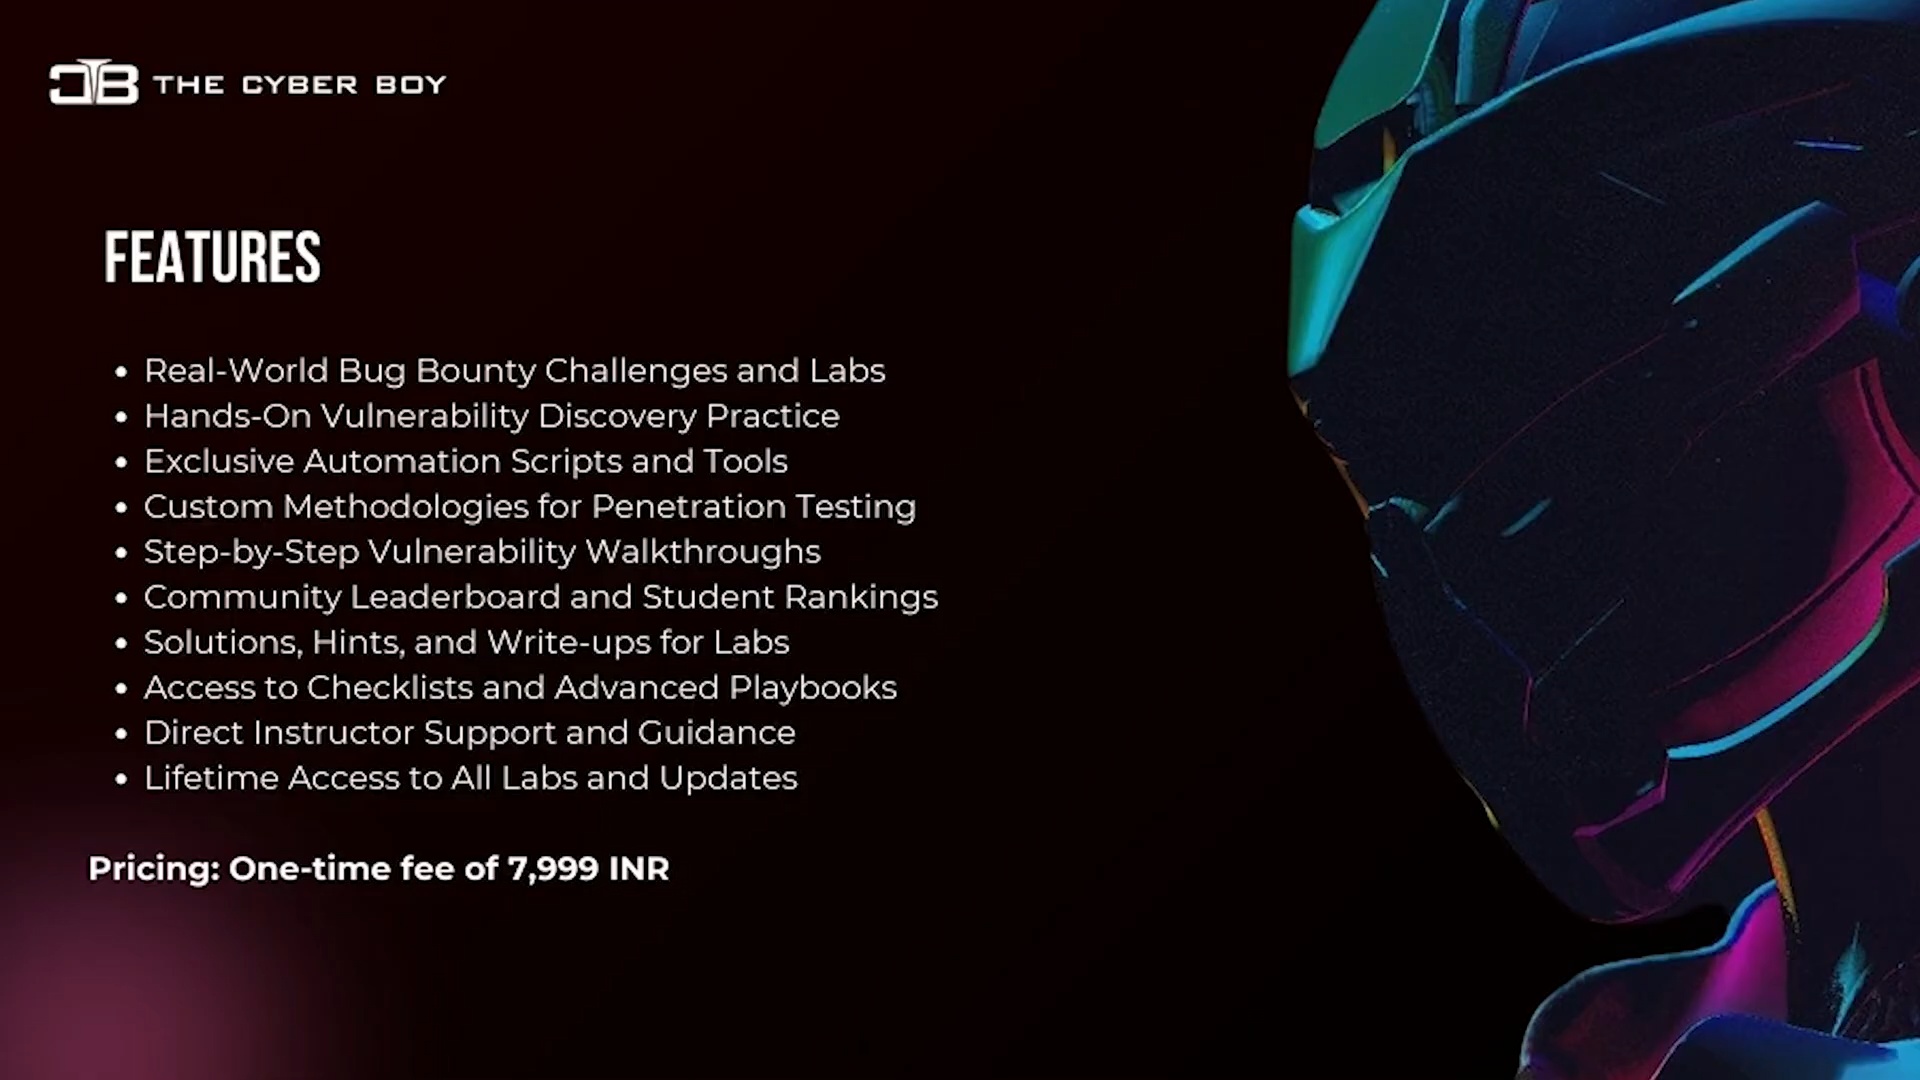 CTB THE CYBER BOY
FEATURES
• Real-World Bug Bounty Challenges and Labs
• Hands-On Vulnerability Discovery Practice
• Exclusive Automation Scripts and Tools
• Custom Methodologies for Penetration Testing
• Step-by-Step Vulnerability Walkthroughs
• Community Leaderboard and Student Rankings
• Solutions, Hints, and Write-ups for Labs
• Access to Checklists and Advanced Playbooks
• Direct Instructor Support and Guidance
• Lifetime Access to All Labs and Updates
Pricing: One-time fee of 7,999 INR